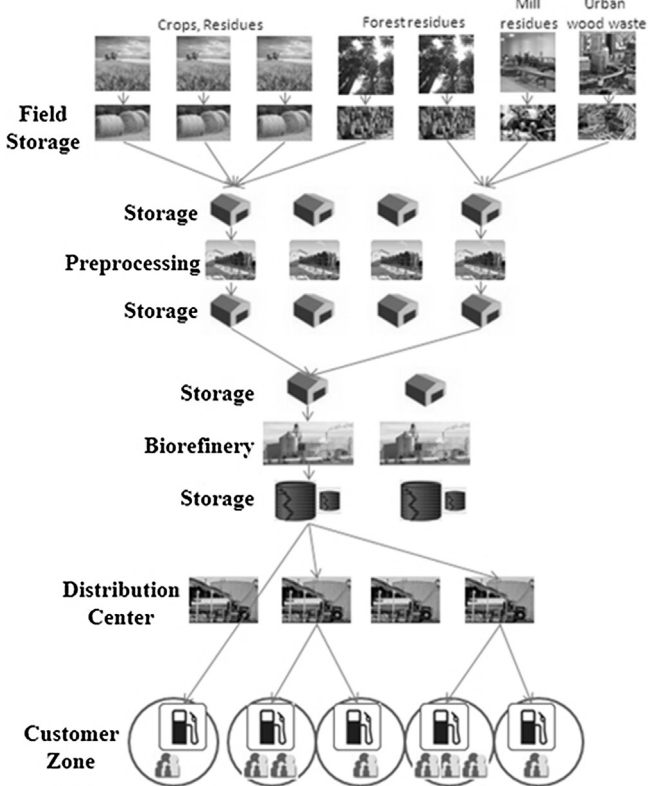 Crops, Residues
Forest residues
Mill
residues
Urban
wood waste
Field
Storage
Storage
Preprocessing
Storage
Storage
Biorefinery
Storage
Distribution
Center
Customer
Zone